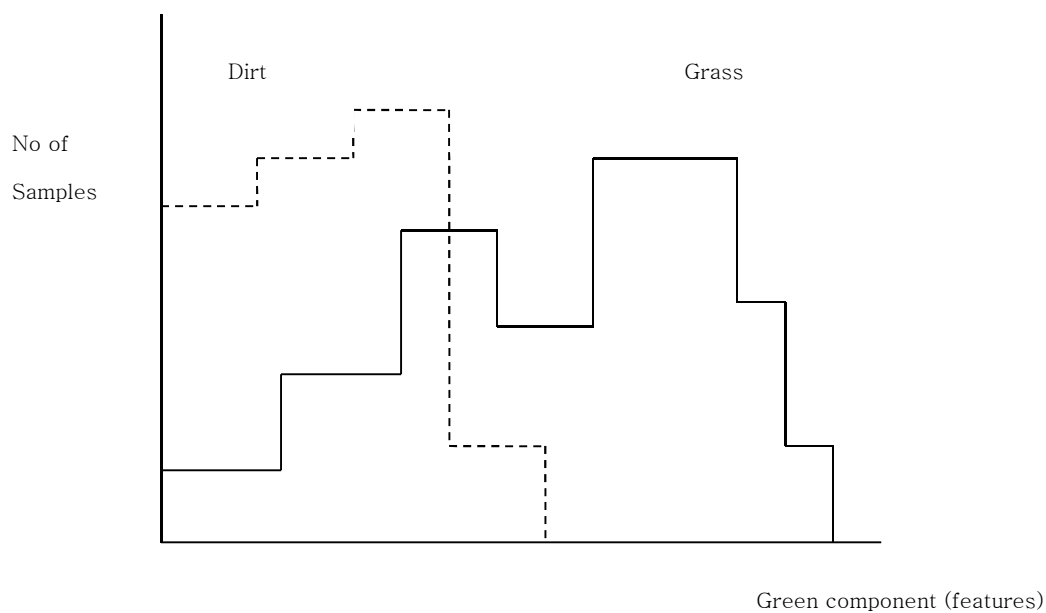 Dirt
Grass
No of
Samples
Green component (features)